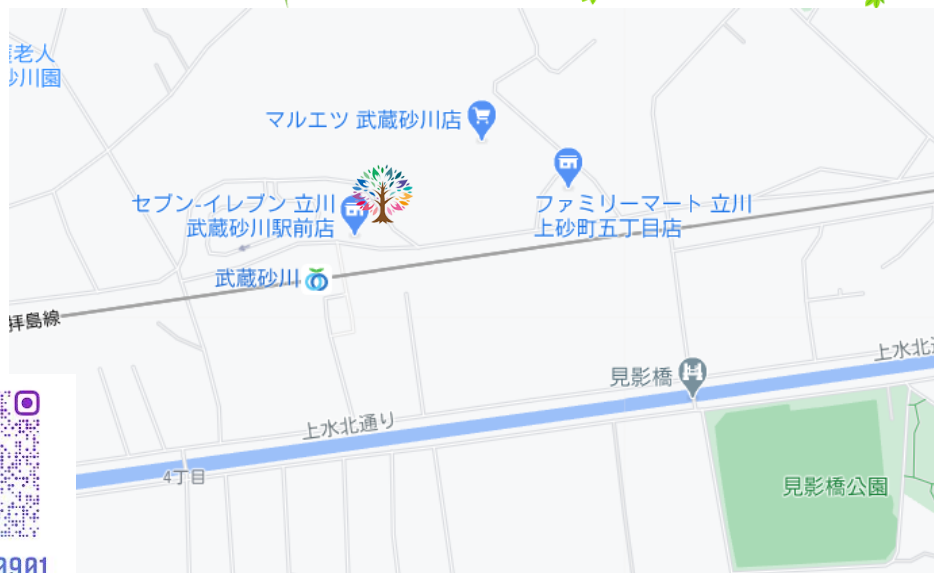 老人
砂川園
マルエツ 武蔵砂川店
セブン-イレブン 立川
武蔵砂川駅前店
ファミリーマート 立川
上砂町五丁目店
武蔵砂川
拝島線
見影橋
上水北通
上水北通り
4丁目
見影橋公園
0901